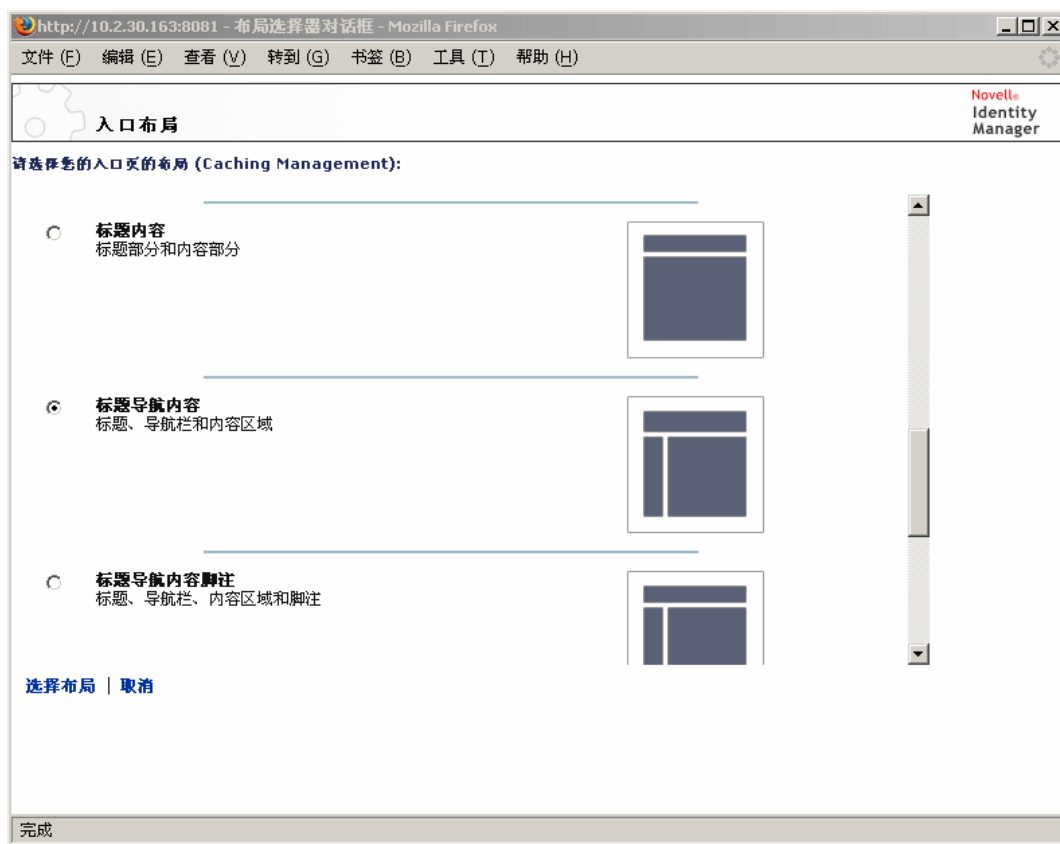 http://10.2.30.163:8081 - 布局选择器对话框 - Mozilla Firefox
文件 (F) 编辑 (E) 查看 (V) 转到 (G) 书签 (B) 工具 (T) 帮助 (H)
Novell®
Identity
Manager
入口布局
请选择您的入口页的布局 (Caching Management):
标题内容
标题部分和内容部分
标题导航内容
标题、导航栏和内容区域
标题导航内容脚注
标题、导航栏、内容区域和脚注
选择布局 | 取消
完成